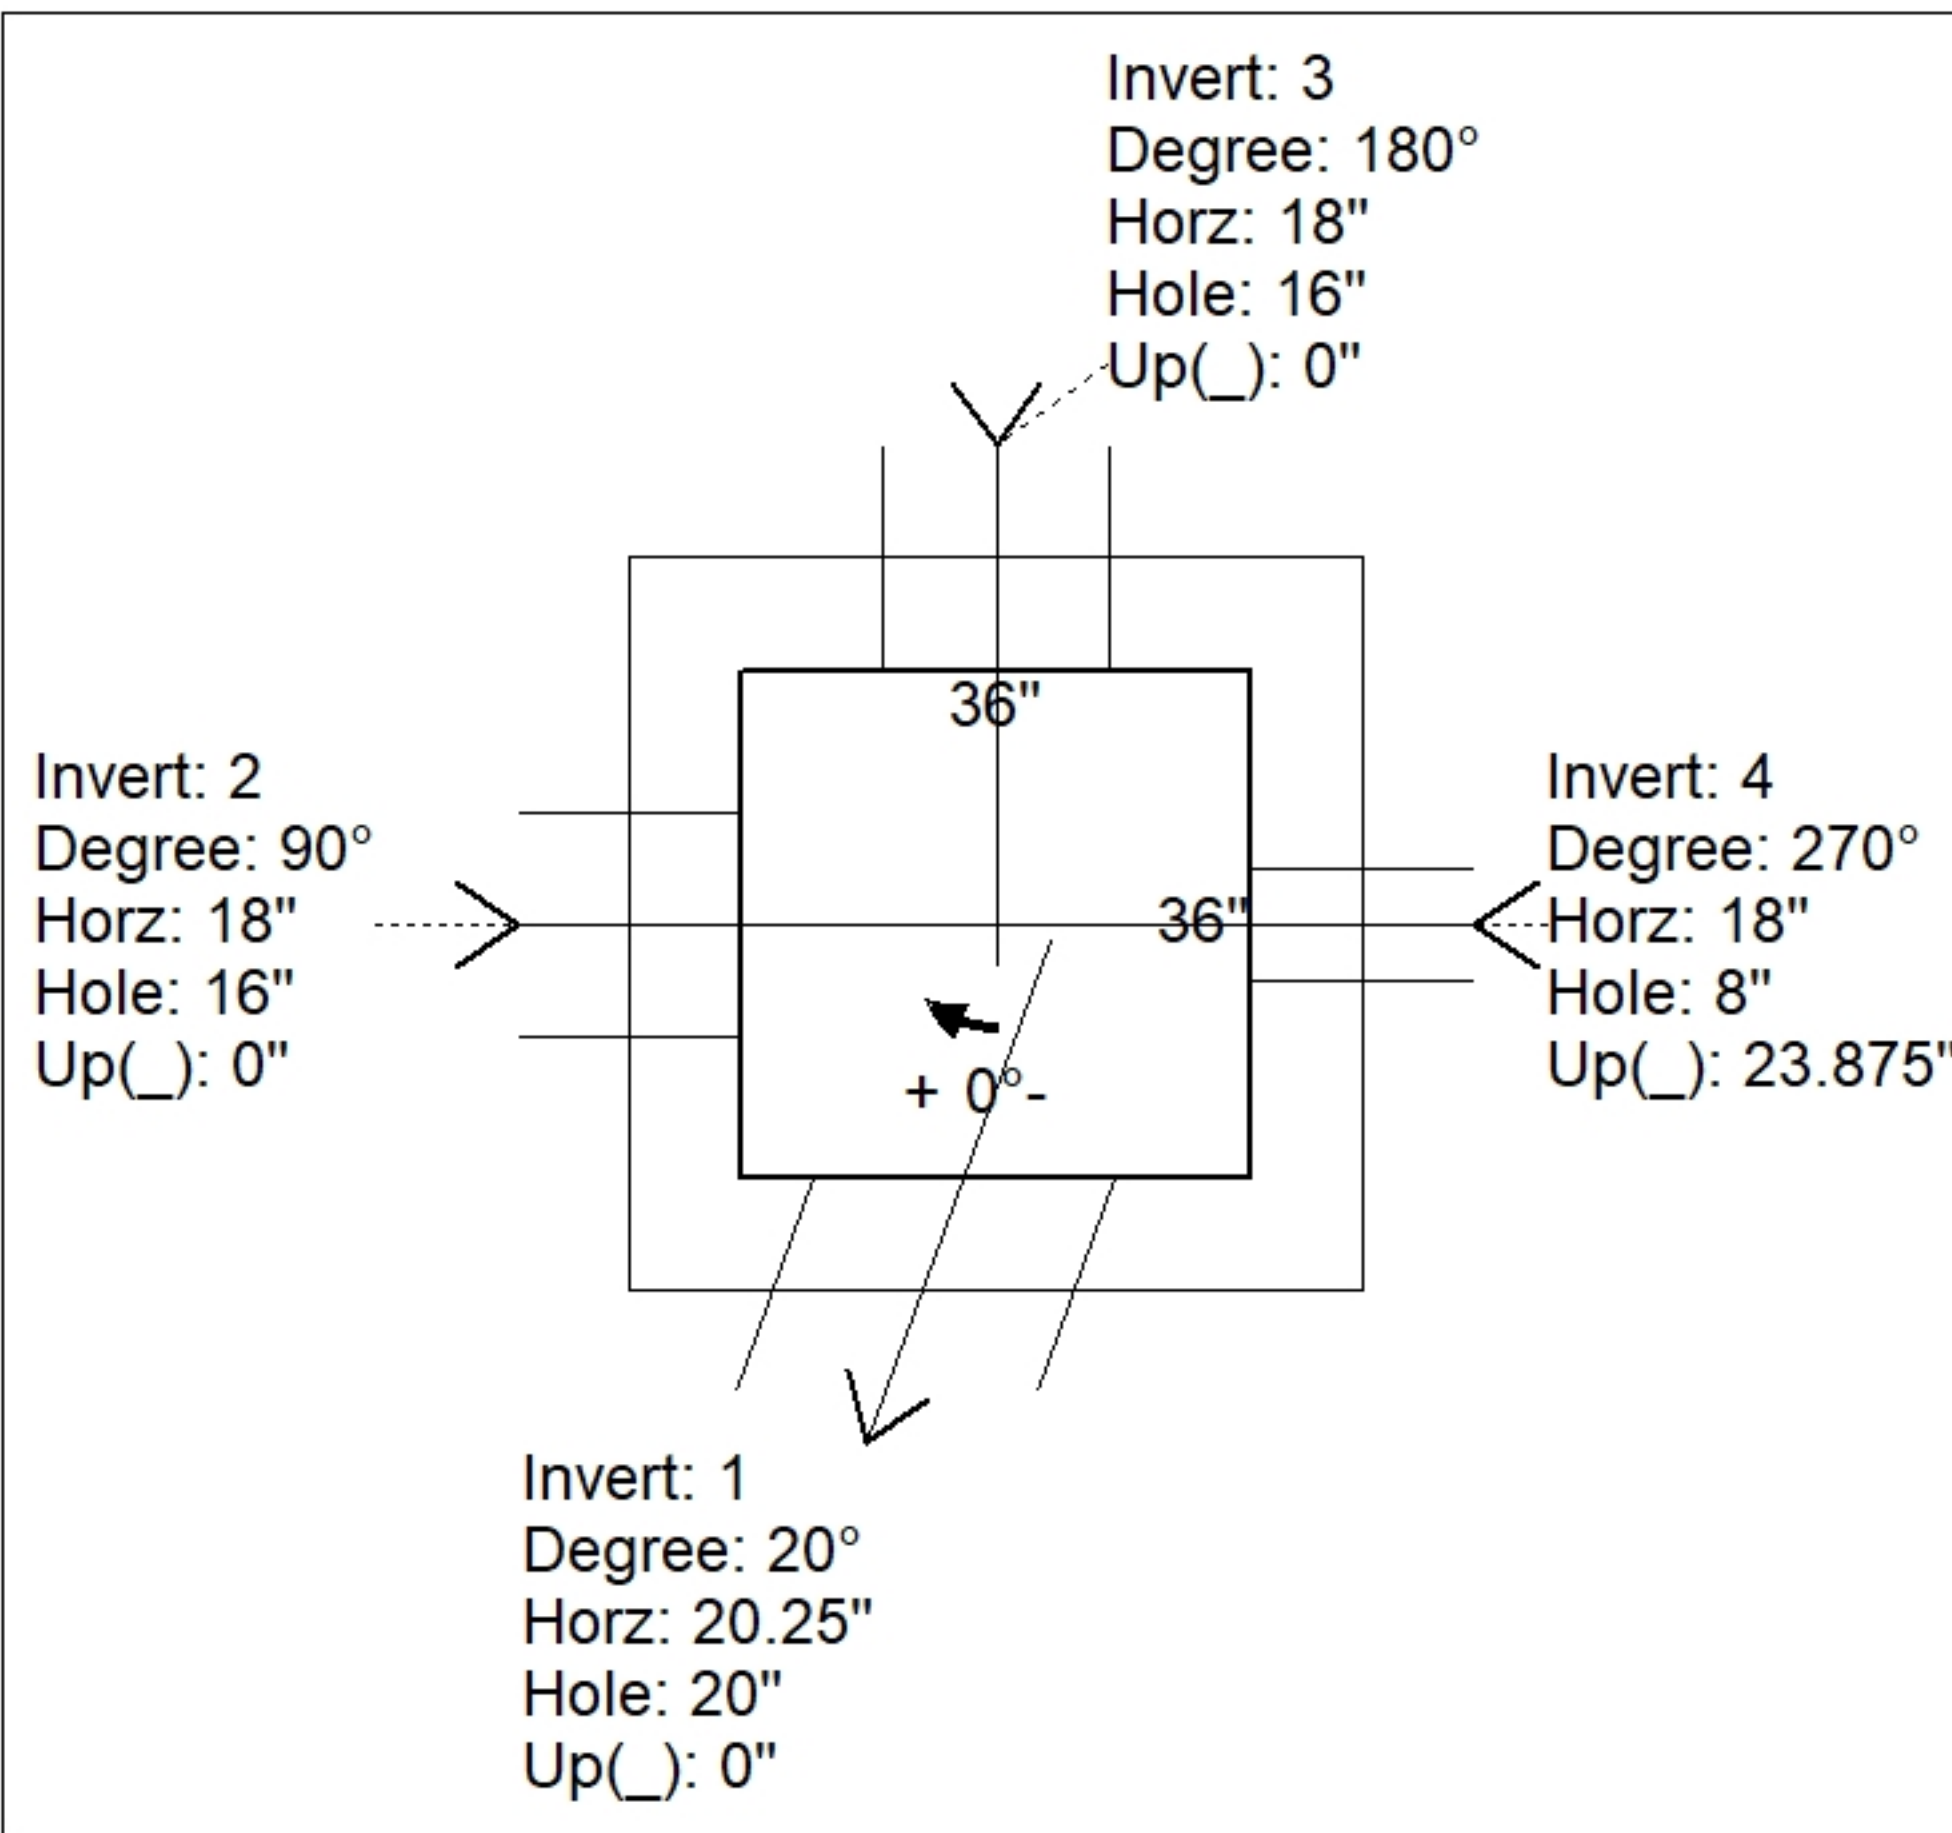 Invert: 3
Degree: 180°
Horz: 18"
Hole: 16"
Up(_): 0"
36"
Invert: 2
Degree: 90°
Horz: 18"
Hole: 16"
Up(_): 0"
36"
Invert: 4
Degree: 270°
Horz: 18"
Hole: 8"
Up(_): 23.875"
+ 0°-
Invert: 1
Degree: 20°
Horz: 20.25"
Hole: 20"
Up(_): 0"